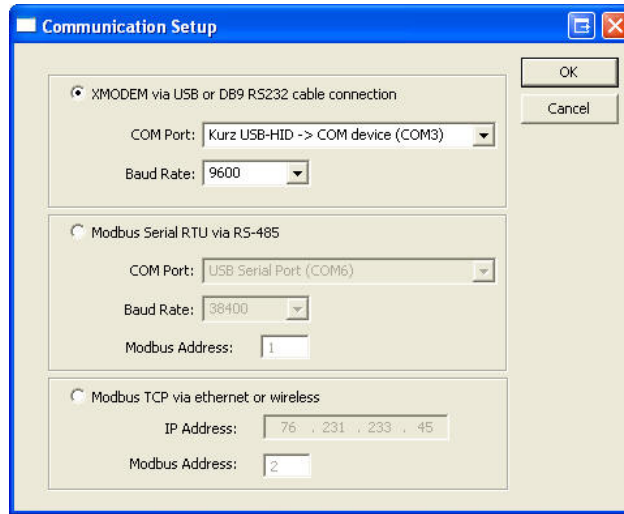 Communication Setup
OK
Cancel
XMODEM via USB or DB9 RS232 cable connection
COM Port: Kurz USB-HID -> COM device (COM3)
Baud Rate: 9600
Modbus Serial RTU via RS-485
COM Port: USB Serial Port (COM6)
Baud Rate: 38400
Modbus Address: 1
Modbus TCP via ethernet or wireless
IP Address: 76 . 231 . 233 . 45
Modbus Address: 2